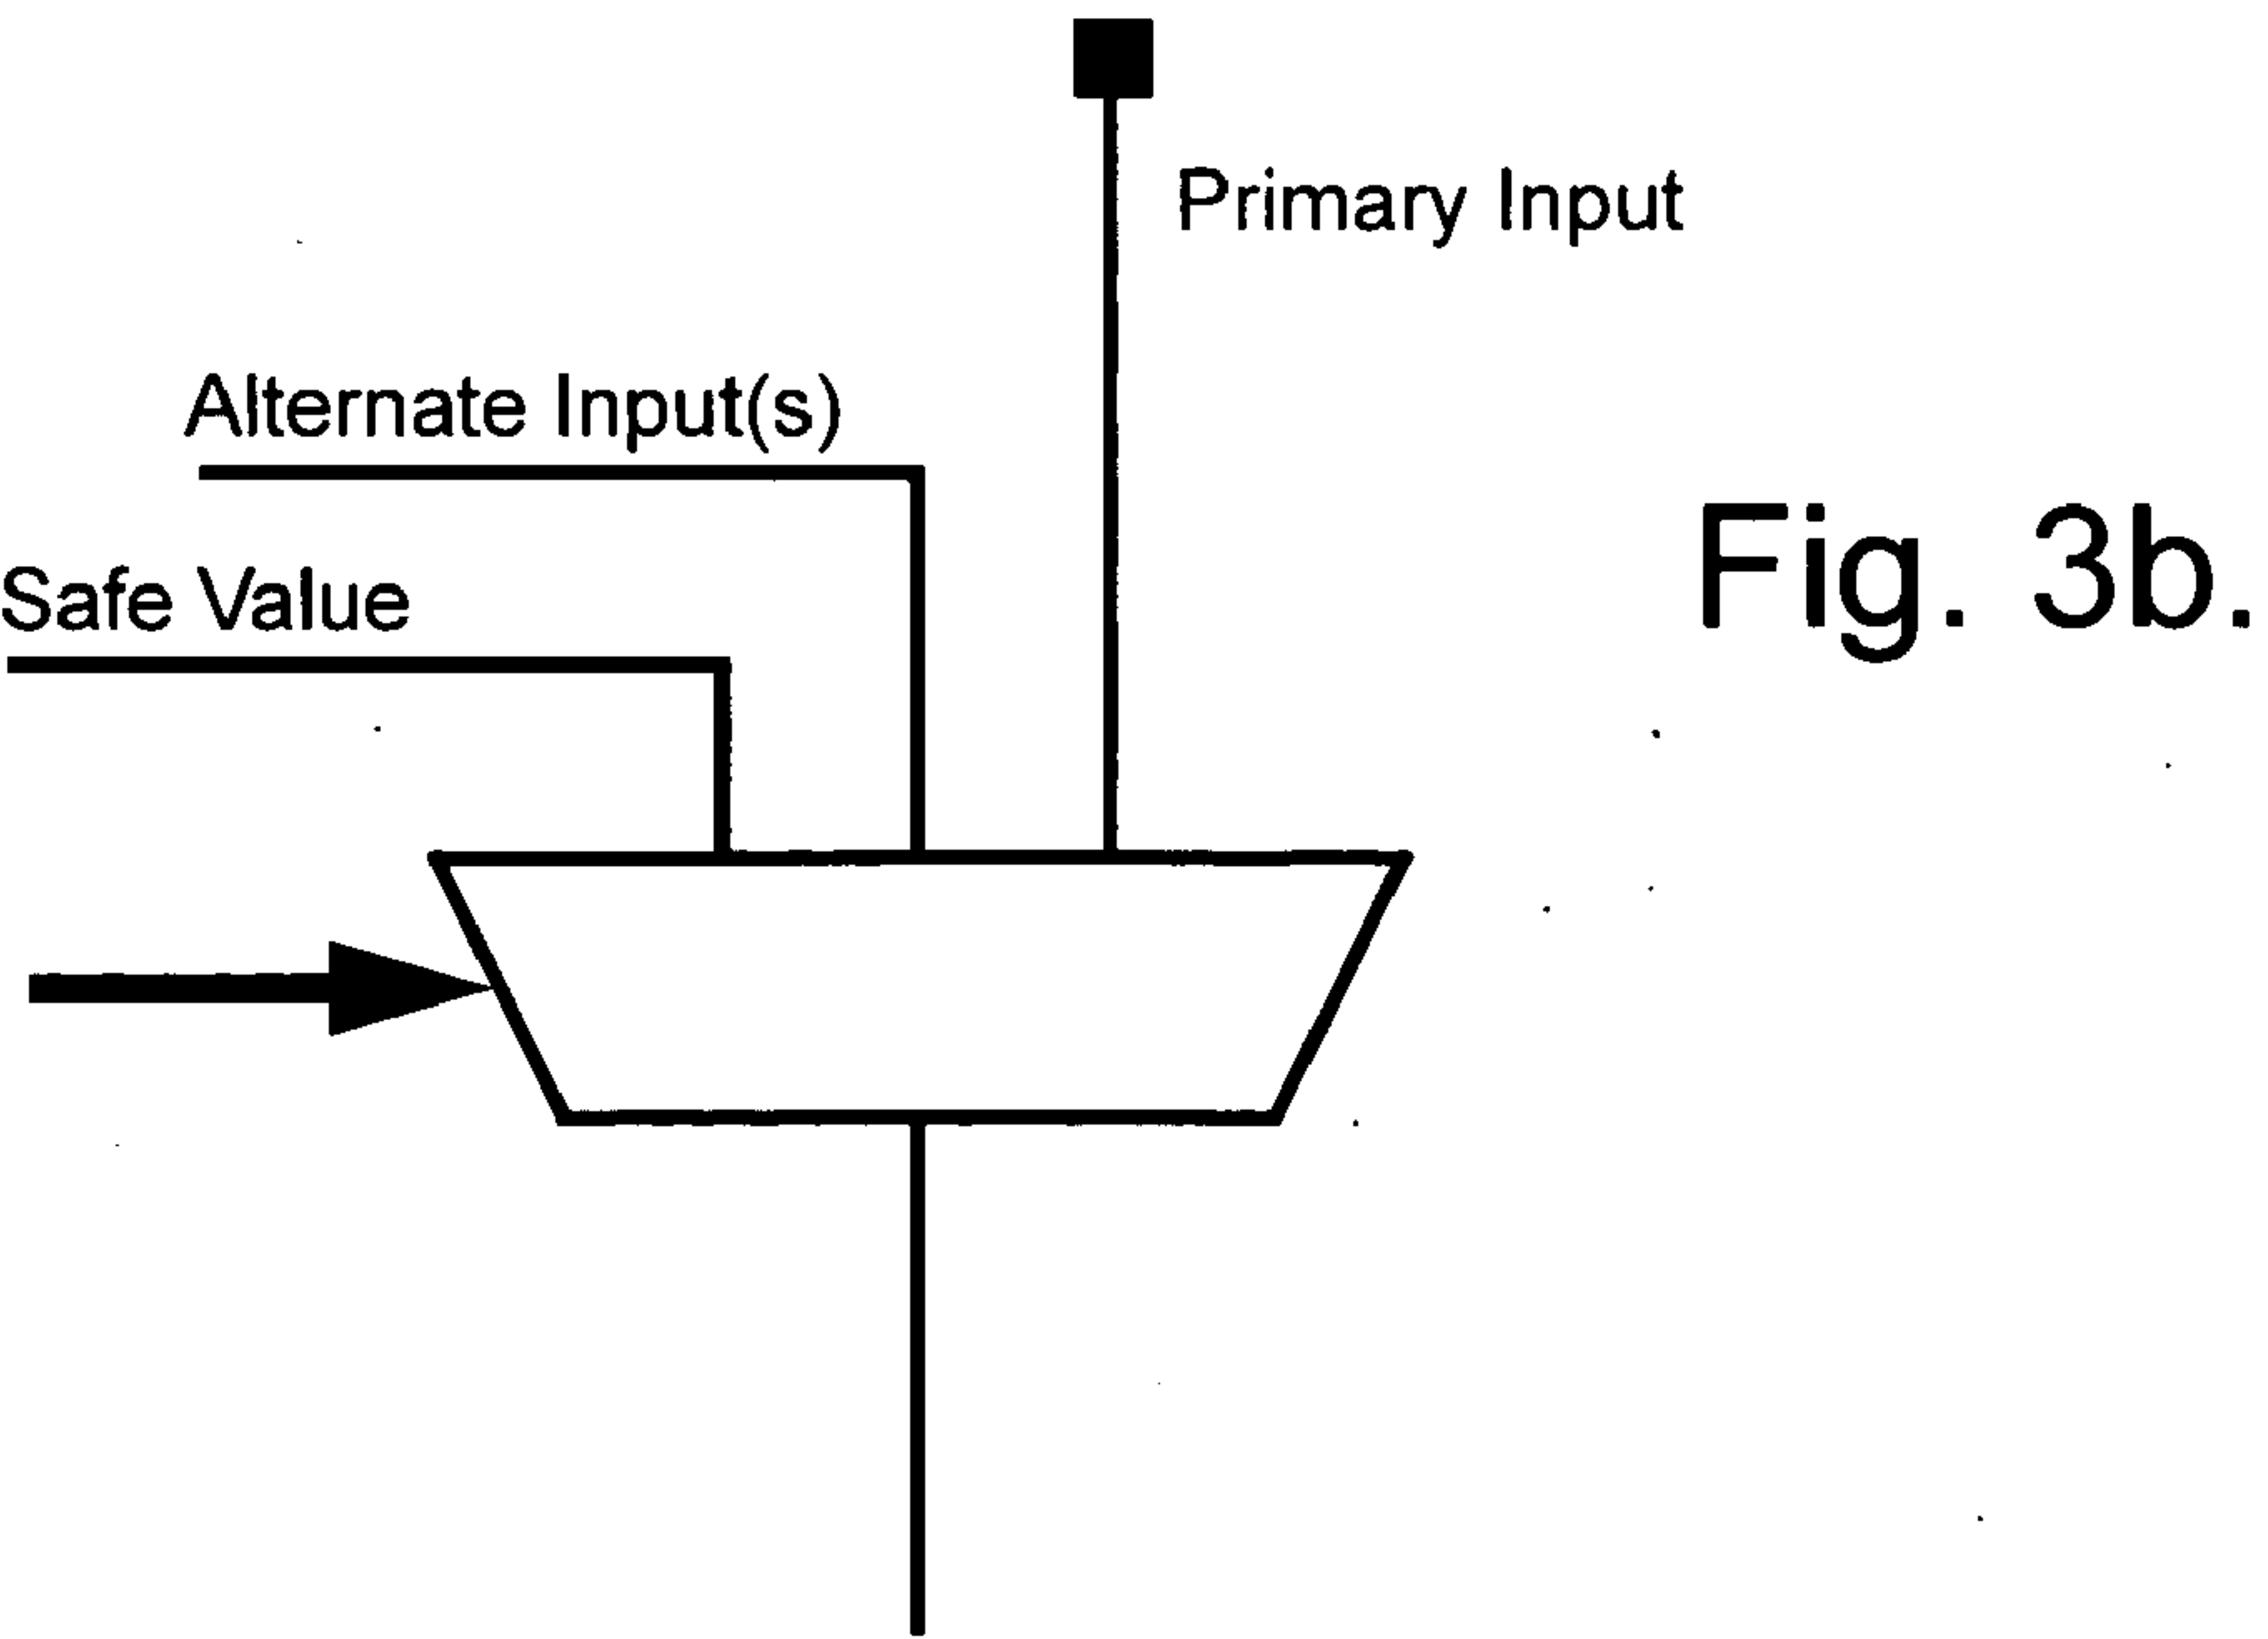 Primary Input
Alternate Input(s)
Fig. 3b.
Safe Value